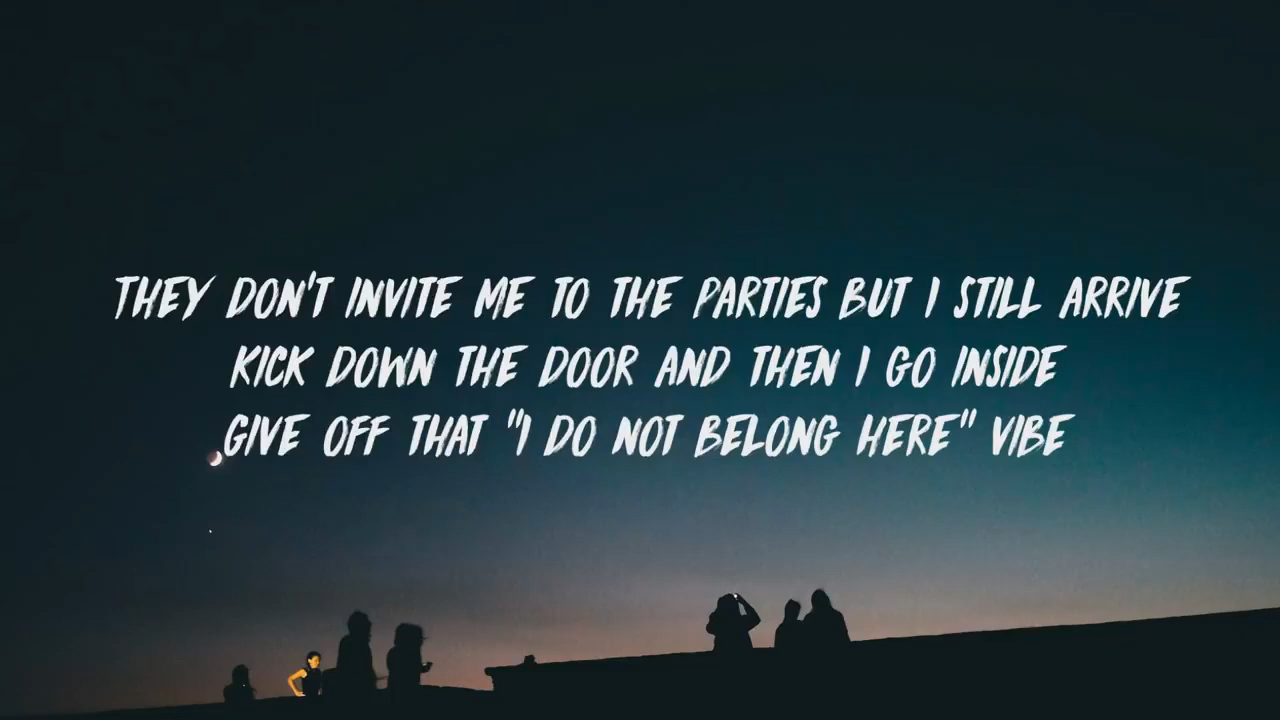 THEY DON'T INVITE ME TO THE PARTIES BUT I STILL ARRIVE
KICK DOWN THE DOOR AND THEN I GO INSIDE
GIVE OFF THAT "I DO NOT BELONG HERE" VIBE